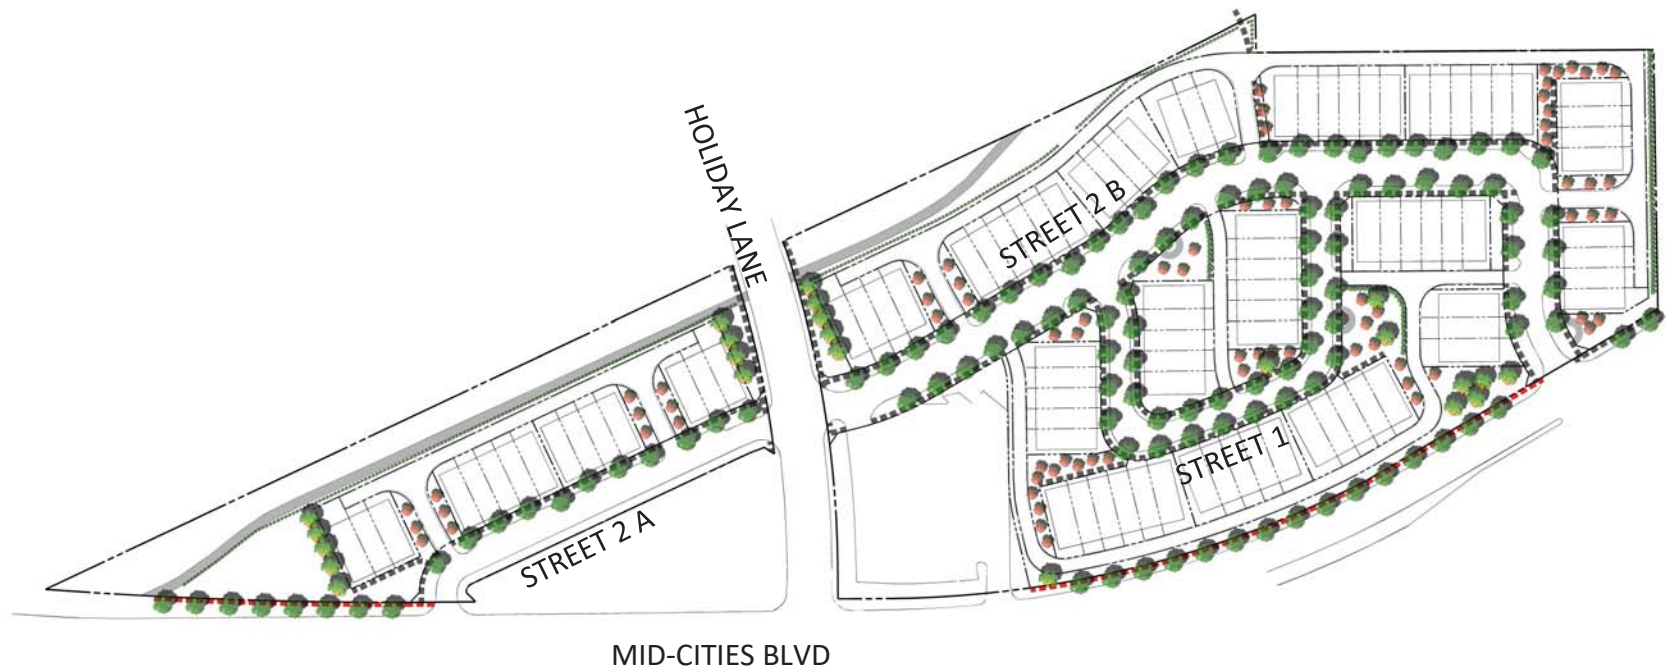 HOLIDAY LANE
STREET 2 B
STREET 1
STREET 2 A
MID-CITIES BLVD